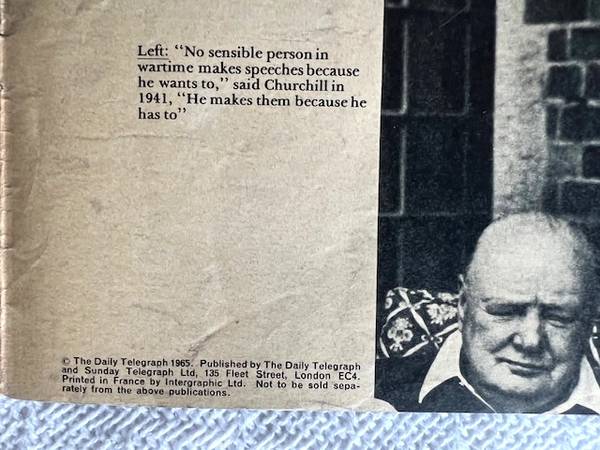 Left: “No sensible person in
wartime makes speeches because
he wants to,” said Churchill in
1941, “He makes them because he
has to”
© The Daily Telegraph 1965. Published by The Daily Telegraph
and Sunday Telegraph Ltd, 135 Fleet Street, London EC4.
Printed in France by Intergraphic Ltd. Not to be sold sepa-
rately from the above publications.